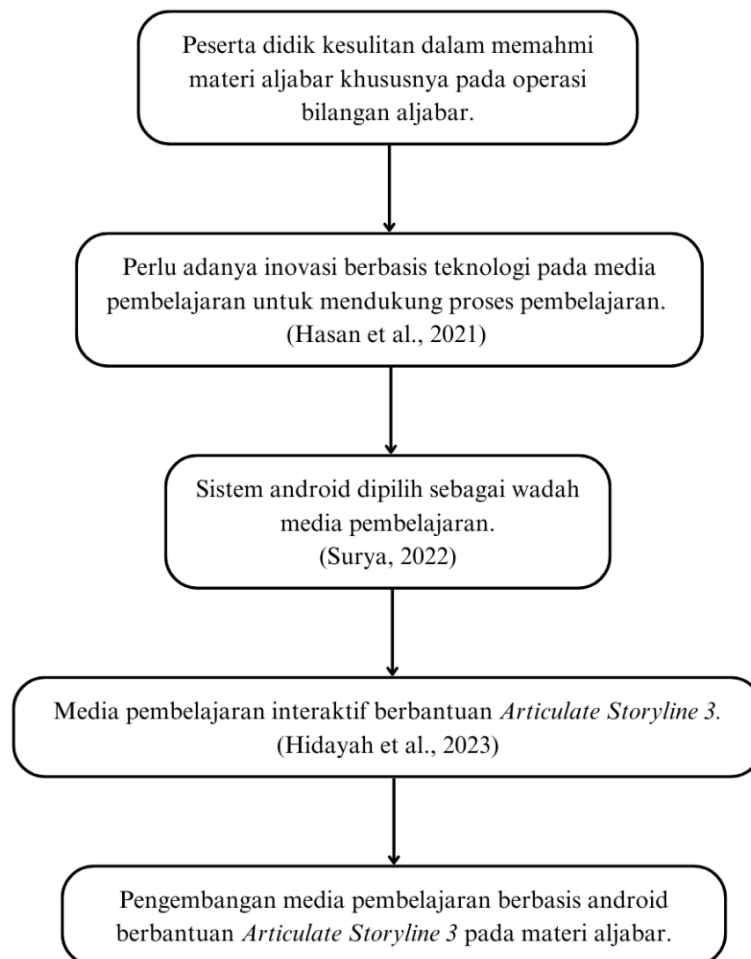 Peserta didik kesulitan dalam memahmi
materi aljabar khususnya pada operasi
bilangan aljabar.
Perlu adanya inovasi berbasis teknologi pada media
pembelajaran untuk mendukung proses pembelajaran.
(Hasan et al., 2021)
Sistem android dipilih sebagai wadah
media pembelajaran.
(Surya, 2022)
Media pembelajaran interaktif berbantuan Articulate Storyline 3.
(Hidayah et al., 2023)
Pengembangan media pembelajaran berbasis android
berbantuan Articulate Storyline 3 pada materi aljabar.